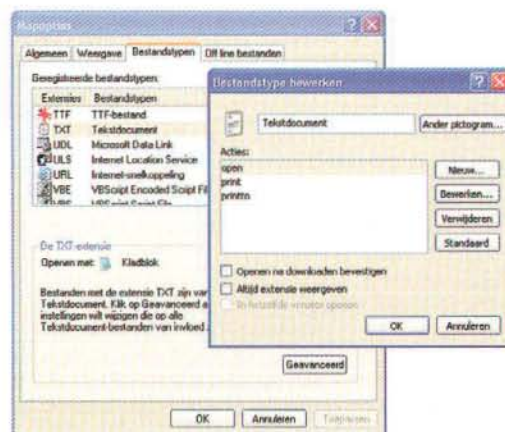 Mapopties
Algemeen Weergave Bestandstypen Off line bestanden
Geregistreerde bestandstypen:
Extensies Bestandstypen
TTF TTF-bestand
TXT Tekstdocument
UDL Microsoft Data Link
ULS Internet Location Service
URL Internet-snelkoppeling
VBE VBScript Encoded Script Fil
VBS VBScript Script File
De TXT extensie
Openen met: Kladblok
Bestanden met de extensie TXT zijn van
Tekstdocument. Klik op Geavanceerd a
instellingen wilt wijzigen die op alle
Tekstdocument-bestanden van invloed
Geavanceerd
OK Annuleren Toepassen
Bestandstype bewerken
Tekstdocument Ander pictogram...
Acties:
open
print
printto
Nieuw...
Bewerken...
Verwijderen
Standaard
Openen na downloaden bevestigen
Altijd extensie weergeven
In hetzelfde venster openen
OK Annuleren